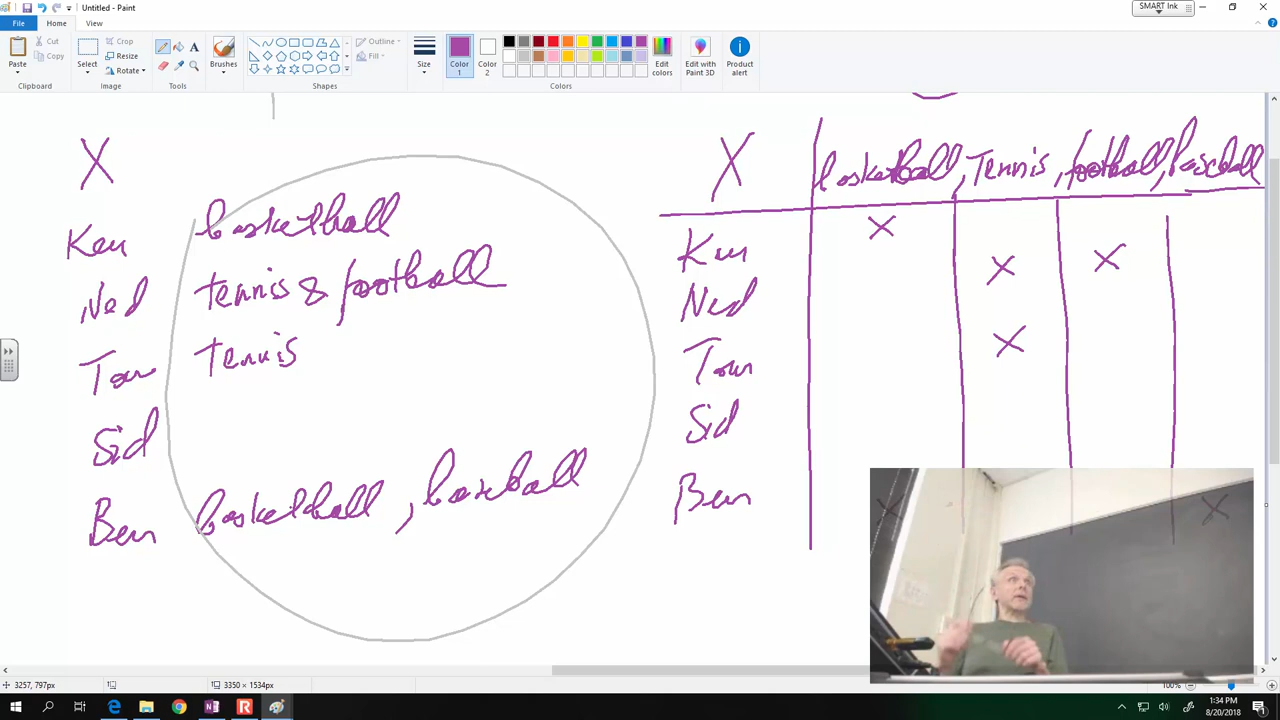 Untitled - Paint
SMART Ink
File Home View
Paste
Cut
Copy
Clipboard
Select
Crop
Resize
Rotate
Image
Tools
Brushes
Shapes
Outline
Fill
Size
Color 1
Color 2
Edit colors
Colors
Edit with Paint 3D
Product alert
X
Ken basketball
Ned tennis & football
Tom Tennis
Sid
Ben basketball, baseball
X basketball, Tennis, football, baseball
Ken X
Ned X X
Tom X
Sid
Ben X X
3257, 797px
3350 × 1534px
100%
1:34 PM
8/20/2018